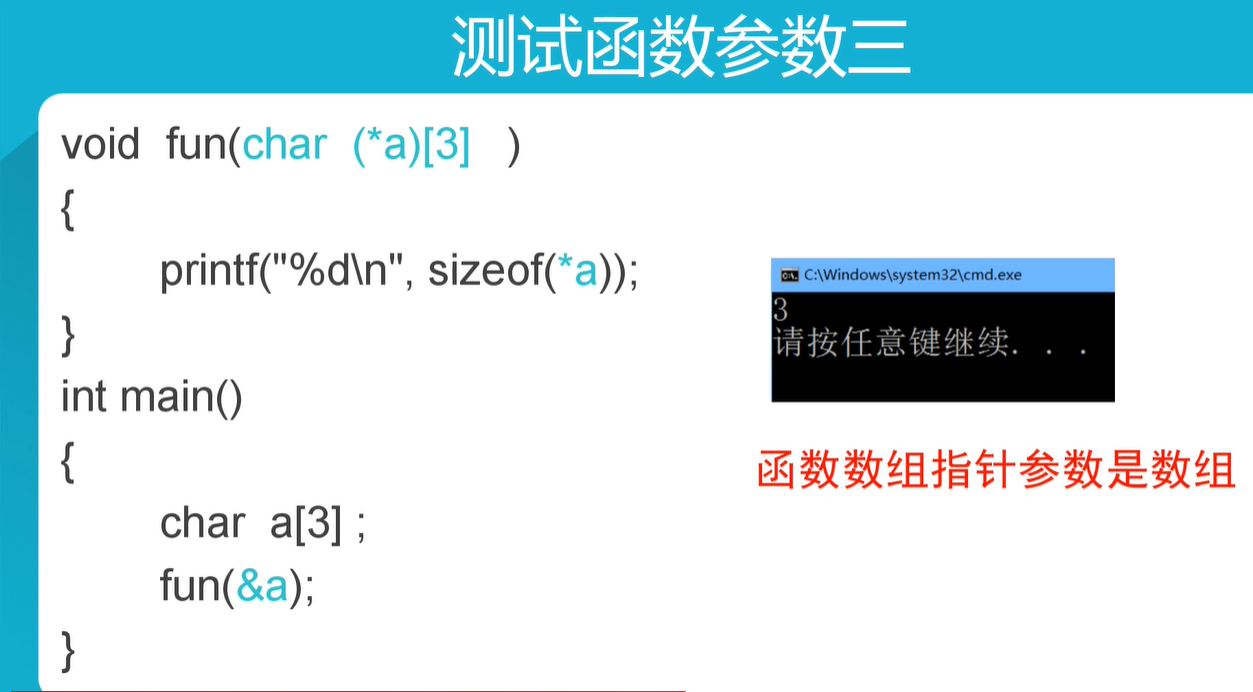 测试函数参数三
void fun(char (*a)[3] )
{
printf("%d\n", sizeof(*a));
}
int main()
{
char a[3] ;
fun(&a);
}
C:\Windows\system32\cmd.exe
3
请按任意键继续. . .
函数数组指针参数是数组